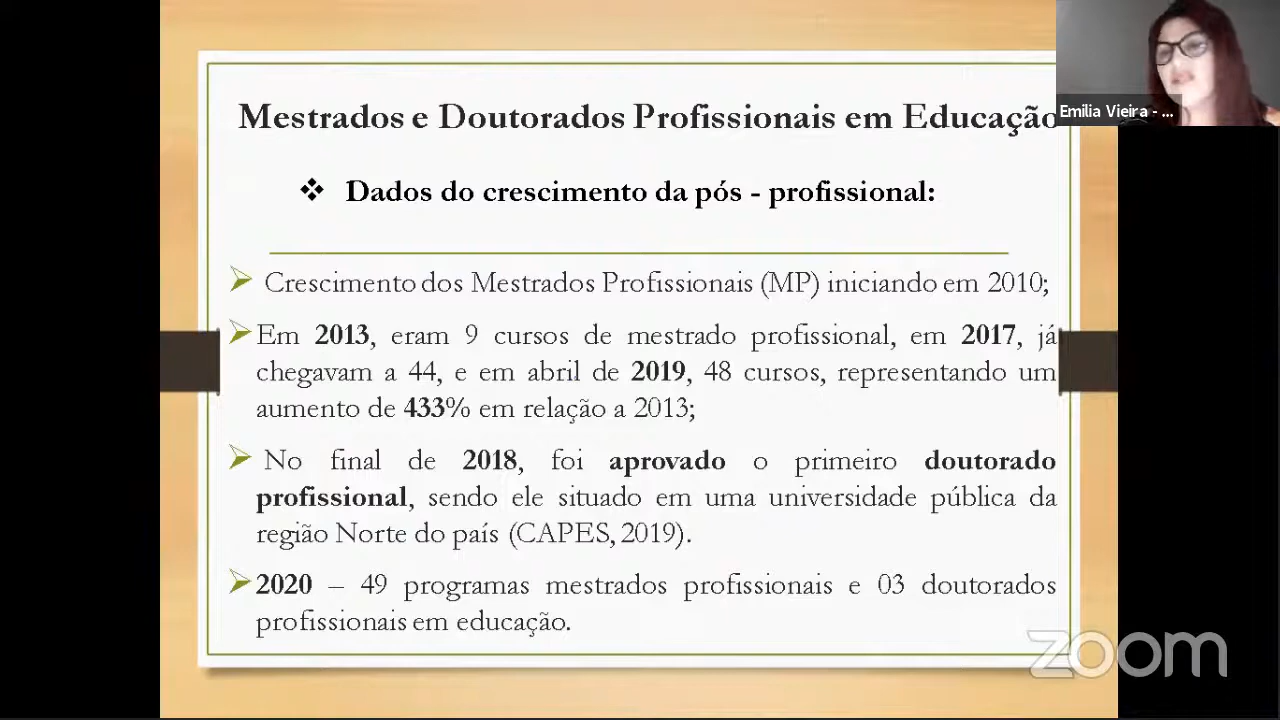 Mestrados e Doutorados Profissionais em Educação
Emilia Vieira - ...
❖ Dados do crescimento da pós - profissional:
➢ Crescimento dos Mestrados Profissionais (MP) iniciando em 2010;
➢ Em 2013, eram 9 cursos de mestrado profissional, em 2017, já
chegavam a 44, e em abril de 2019, 48 cursos, representando um
aumento de 433% em relação a 2013;
➢ No final de 2018, foi aprovado o primeiro doutorado
profissional, sendo ele situado em uma universidade pública da
região Norte do país (CAPES, 2019).
➢ 2020 – 49 programas mestrados profissionais e 03 doutorados
profissionais em educação.
zoom